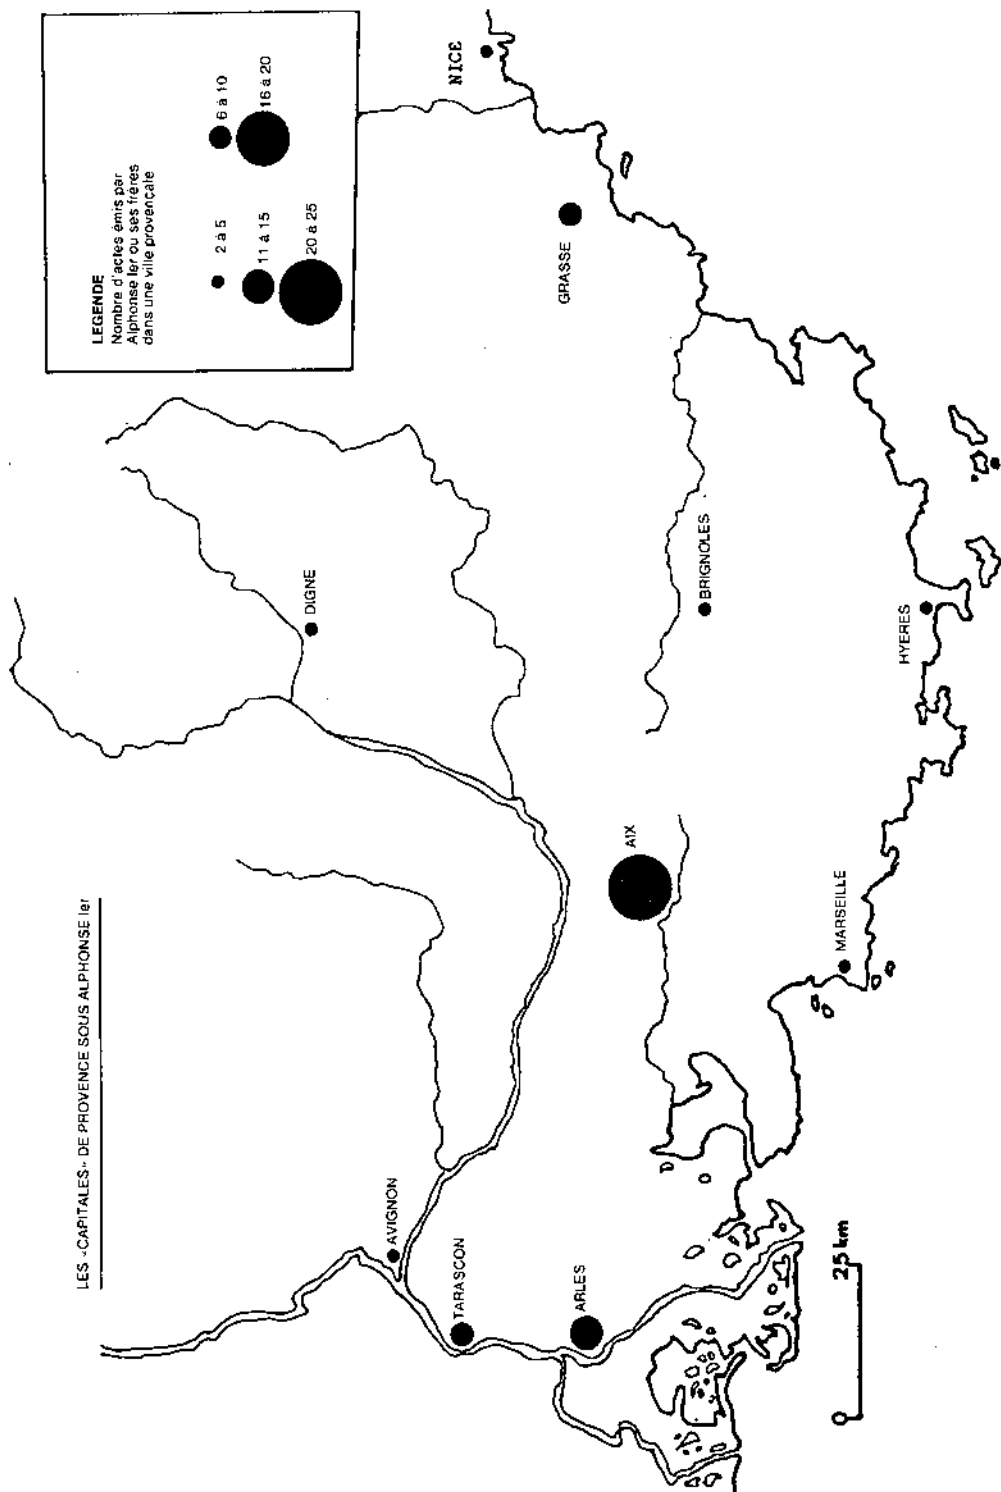 LES «CAPITALES» DE PROVENCE SOUS ALPHONSE Ier
LEGENDE
Nombre d'actes émis par
Alphonse Ier ou ses frères
dans une ville provençale
2 à 5
6 à 10
11 à 15
16 à 20
20 à 25
DIGNE
NICE
AVIGNON
TARASCON
GRASSE
ARLES
AIX
BRIGNOLES
MARSEILLE
HYERES
0
25 km